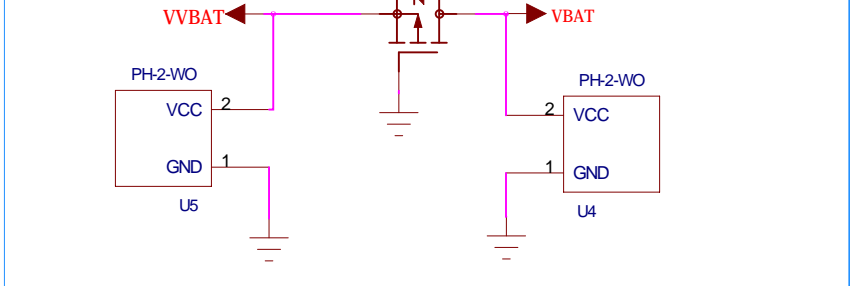 VVBAT
VBAT
PH-2-WO
VCC 2
GND 1
U5
PH-2-WO
2 VCC
1 GND
U4